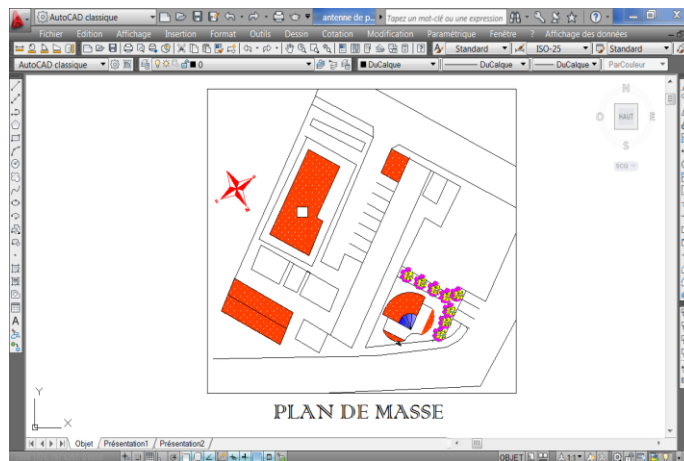 AutoCAD classique antenne de p... Tapez un mot-clé ou une expression
Fichier Edition Affichage Insertion Format Outils Dessin Cotation Modification Paramétrique Fenêtre ? Affichage des données
Standard ISO-25 Standard
AutoCAD classique 0 DuCalque DuCalque DuCalque ParCouleur
N
O HAUT E
S
PLAN DE MASSE
Y
X
Objet Présentation1 Présentation2
OBJET 1:1